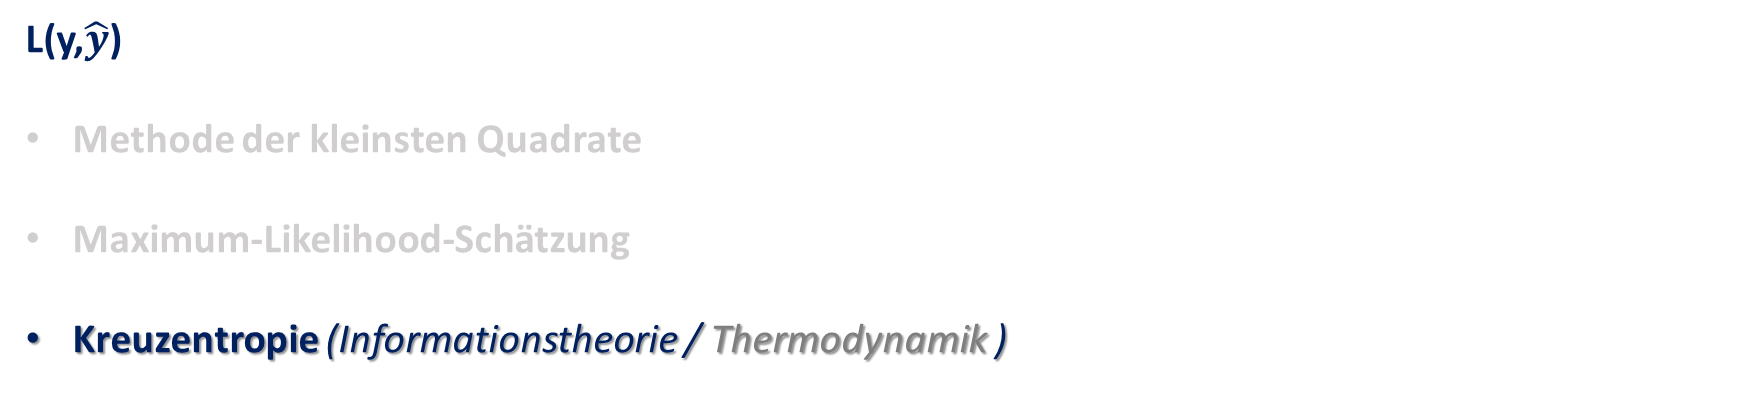 L(y,ŷ)
• Methode der kleinsten Quadrate
• Maximum-Likelihood-Schätzung
• Kreuzentropie (Informationstheorie / Thermodynamik )